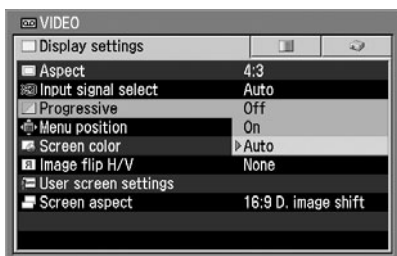 VIDEO
Display settings
Aspect 4:3
Input signal select Auto
Progressive Off
Menu position On
Screen color Auto
Image flip H/V None
User screen settings
Screen aspect 16:9 D. image shift